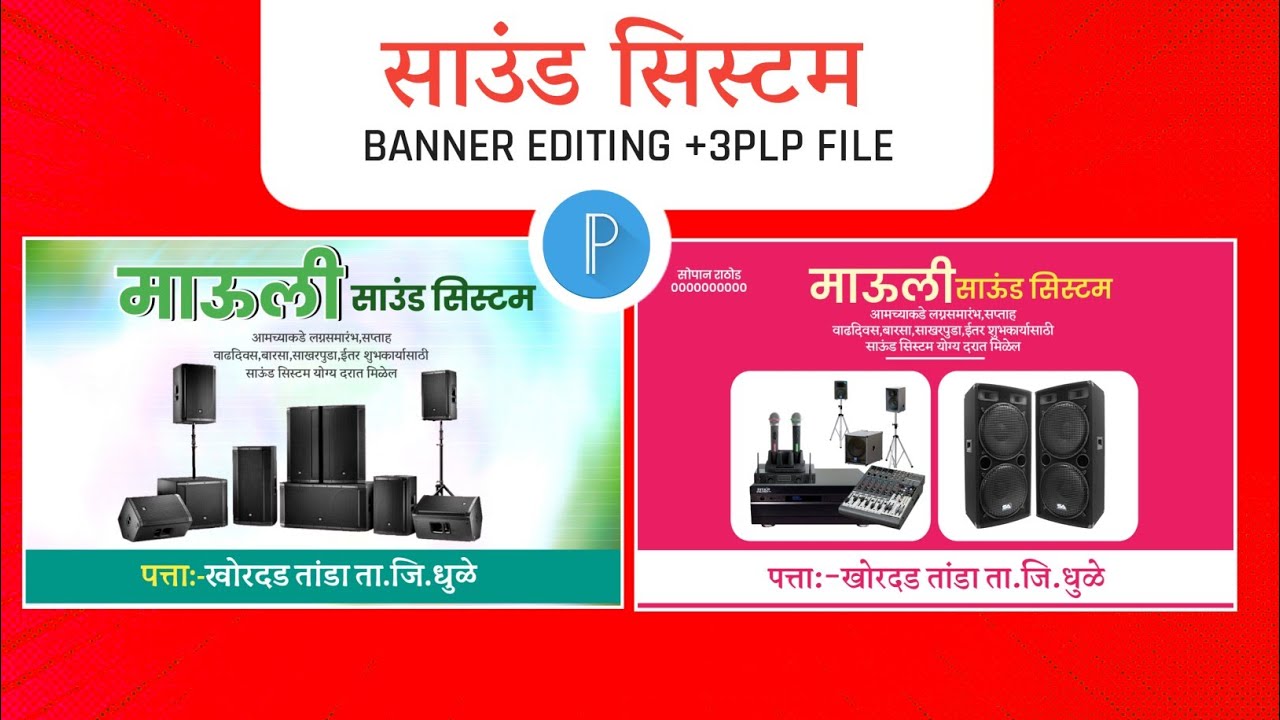 साउंड सिस्टम
BANNER EDITING +3PLP FILE
P
माऊली साउंड सिस्टम
आमच्याकडे लग्नसमारंभ,सप्ताह
वाढदिवस,बारसा,साखरपुडा,ईतर शुभकार्यासाठी
साऊंड सिस्टम योग्य दरात मिळेल
पत्ता:-खोरदड तांडा ता.जि.धुळे
सोपान राठोड
0000000000
माऊली साऊंड सिस्टम
आमच्याकडे लग्नसमारंभ,सप्ताह
वाढदिवस,बारसा,साखरपुडा,ईतर शुभकार्यासाठी
साऊंड सिस्टम योग्य दरात मिळेल
पत्ता:-खोरदड तांडा ता.जि.धुळे